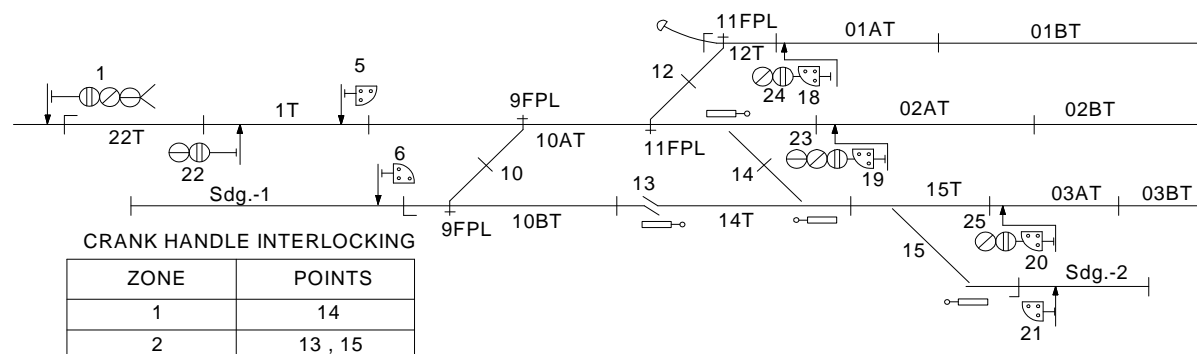 11FPL
01AT
01BT
1
5
12T
12
24
18
9FPL
22T
1T
10AT
02AT
02BT
22
6
11FPL
23
10
14
19
Sdg.-1
13
15T
03AT
03BT
9FPL
10BT
14T
25
CRANK HANDLE INTERLOCKING
15
20
Sdg.-2
ZONE POINTS
1 14
21
2 13 , 15